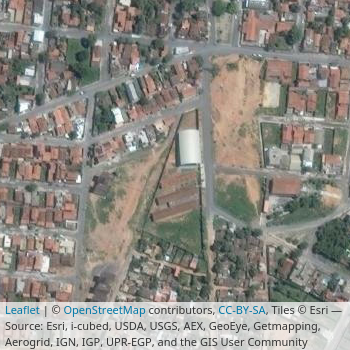 Leaflet | © OpenStreetMap contributors, CC-BY-SA, Tiles © Esri —
Source: Esri, i-cubed, USDA, USGS, AEX, GeoEye, Getmapping,
Aerogrid, IGN, IGP, UPR-EGP, and the GIS User Community